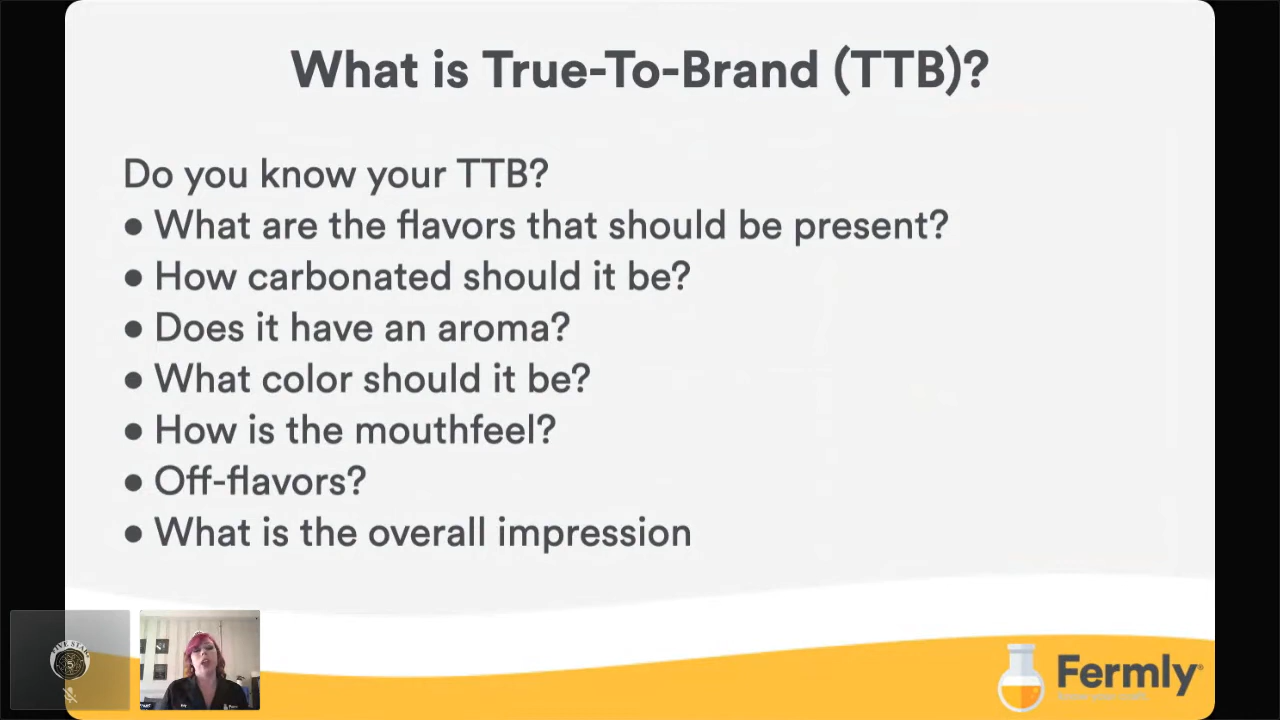 What is True-To-Brand (TTB)?
Do you know your TTB?
● What are the flavors that should be present?
● How carbonated should it be?
● Does it have an aroma?
● What color should it be?
● How is the mouthfeel?
● Off-flavors?
● What is the overall impression
Fermly®